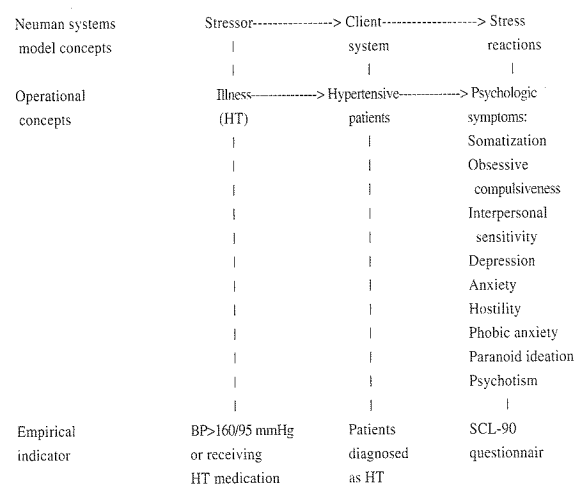 Neuman systems Stressor----------------> Client-------------------> Stress
model concepts | system reactions
| | |
Operational Illness---------------> Hypertensive------------> Psychologic
concepts (HT) patients symptoms:
| | Somatization
| | Obsessive
| | compulsiveness
| | Interpersonal
| | sensitivity
| | Depression
| | Anxiety
| | Hostility
| | Phobic anxiety
| | Paranoid ideation
| | Psychotism
| | |
Empirical BP>160/95 mmHg Patients SCL-90
indicator or receiving diagnosed questionnair
HT medication as HT